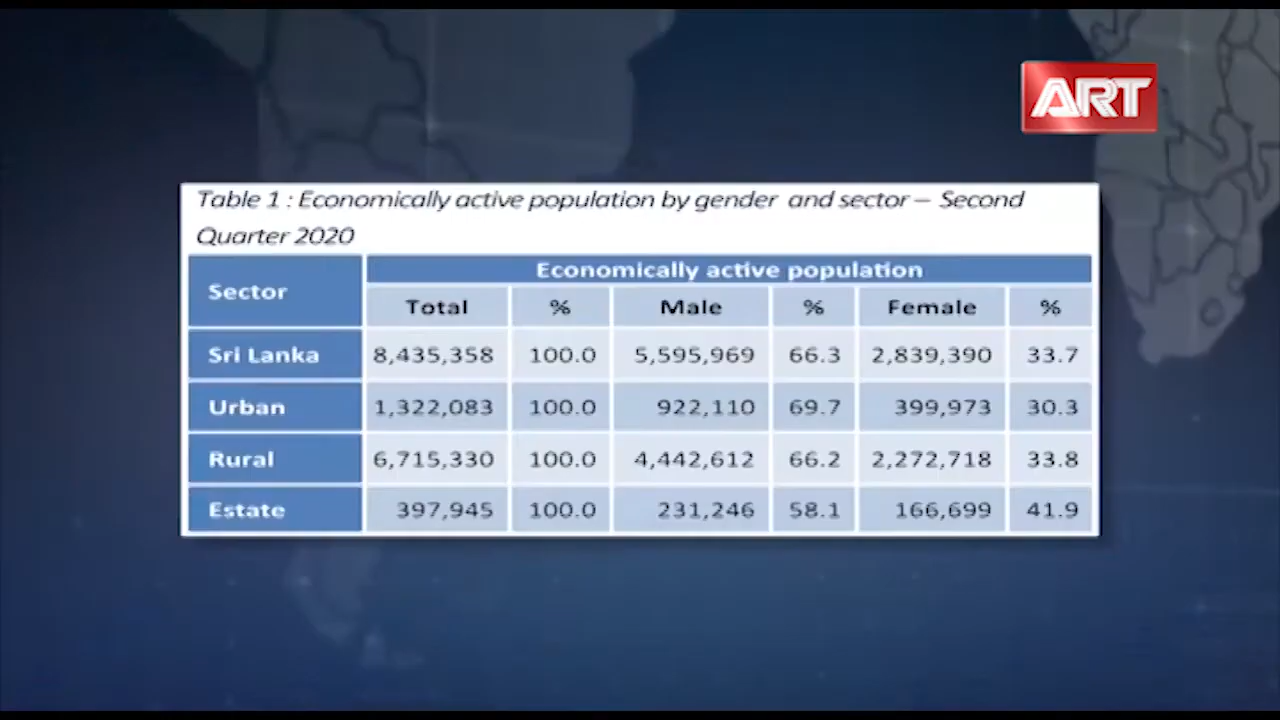 ART
Table 1 : Economically active population by gender and sector – Second
Quarter 2020
Sector Economically active population
Total % Male % Female %
Sri Lanka 8,435,358 100.0 5,595,969 66.3 2,839,390 33.7
Urban 1,322,083 100.0 922,110 69.7 399,973 30.3
Rural 6,715,330 100.0 4,442,612 66.2 2,272,718 33.8
Estate 397,945 100.0 231,246 58.1 166,699 41.9